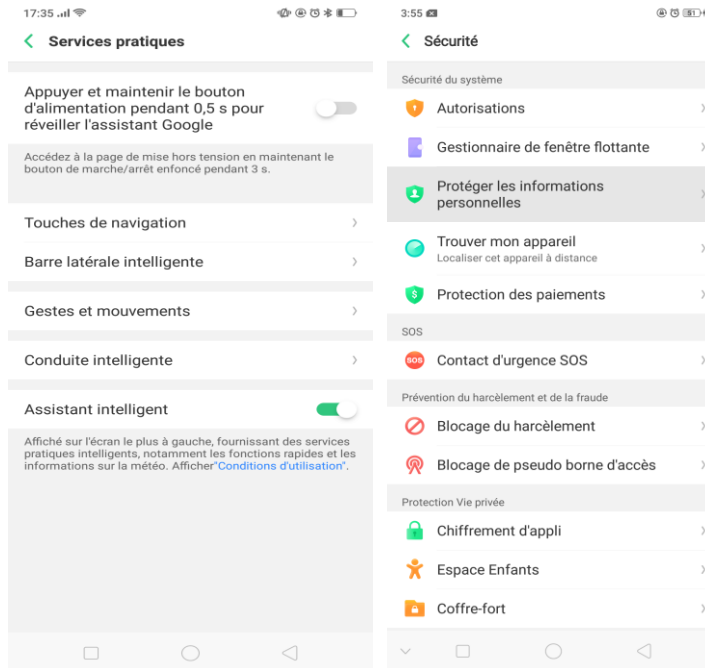 17:35
Services pratiques
Appuyer et maintenir le bouton
d'alimentation pendant 0,5 s pour
réveiller l'assistant Google
Accédez à la page de mise hors tension en maintenant le
bouton de marche/arrêt enfoncé pendant 3 s.
Touches de navigation
Barre latérale intelligente
Gestes et mouvements
Conduite intelligente
Assistant intelligent
Affiché sur l'écran le plus à gauche, fournissant des services
pratiques intelligents, notamment les fonctions rapides et les
informations sur la météo. Afficher"Conditions d'utilisation".
3:55
51
Sécurité
Sécurité du système
Autorisations
Gestionnaire de fenêtre flottante
Protéger les informations
personnelles
Trouver mon appareil
Localiser cet appareil à distance
Protection des paiements
SOS
SOS
Contact d'urgence SOS
Prévention du harcèlement et de la fraude
Blocage du harcèlement
Blocage de pseudo borne d'accès
Protection Vie privée
Chiffrement d'appli
Espace Enfants
Coffre-fort